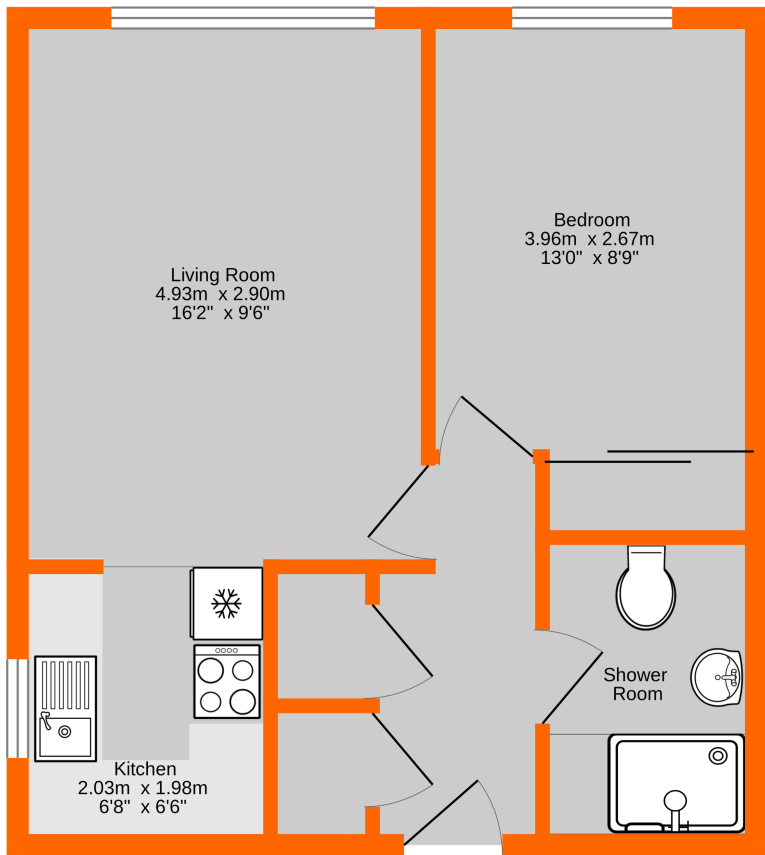 Bedroom
3.96m x 2.67m
13'0" x 8'9"
Living Room
4.93m x 2.90m
16'2" x 9'6"
Shower
Room
Kitchen
2.03m x 1.98m
6'8" x 6'6"